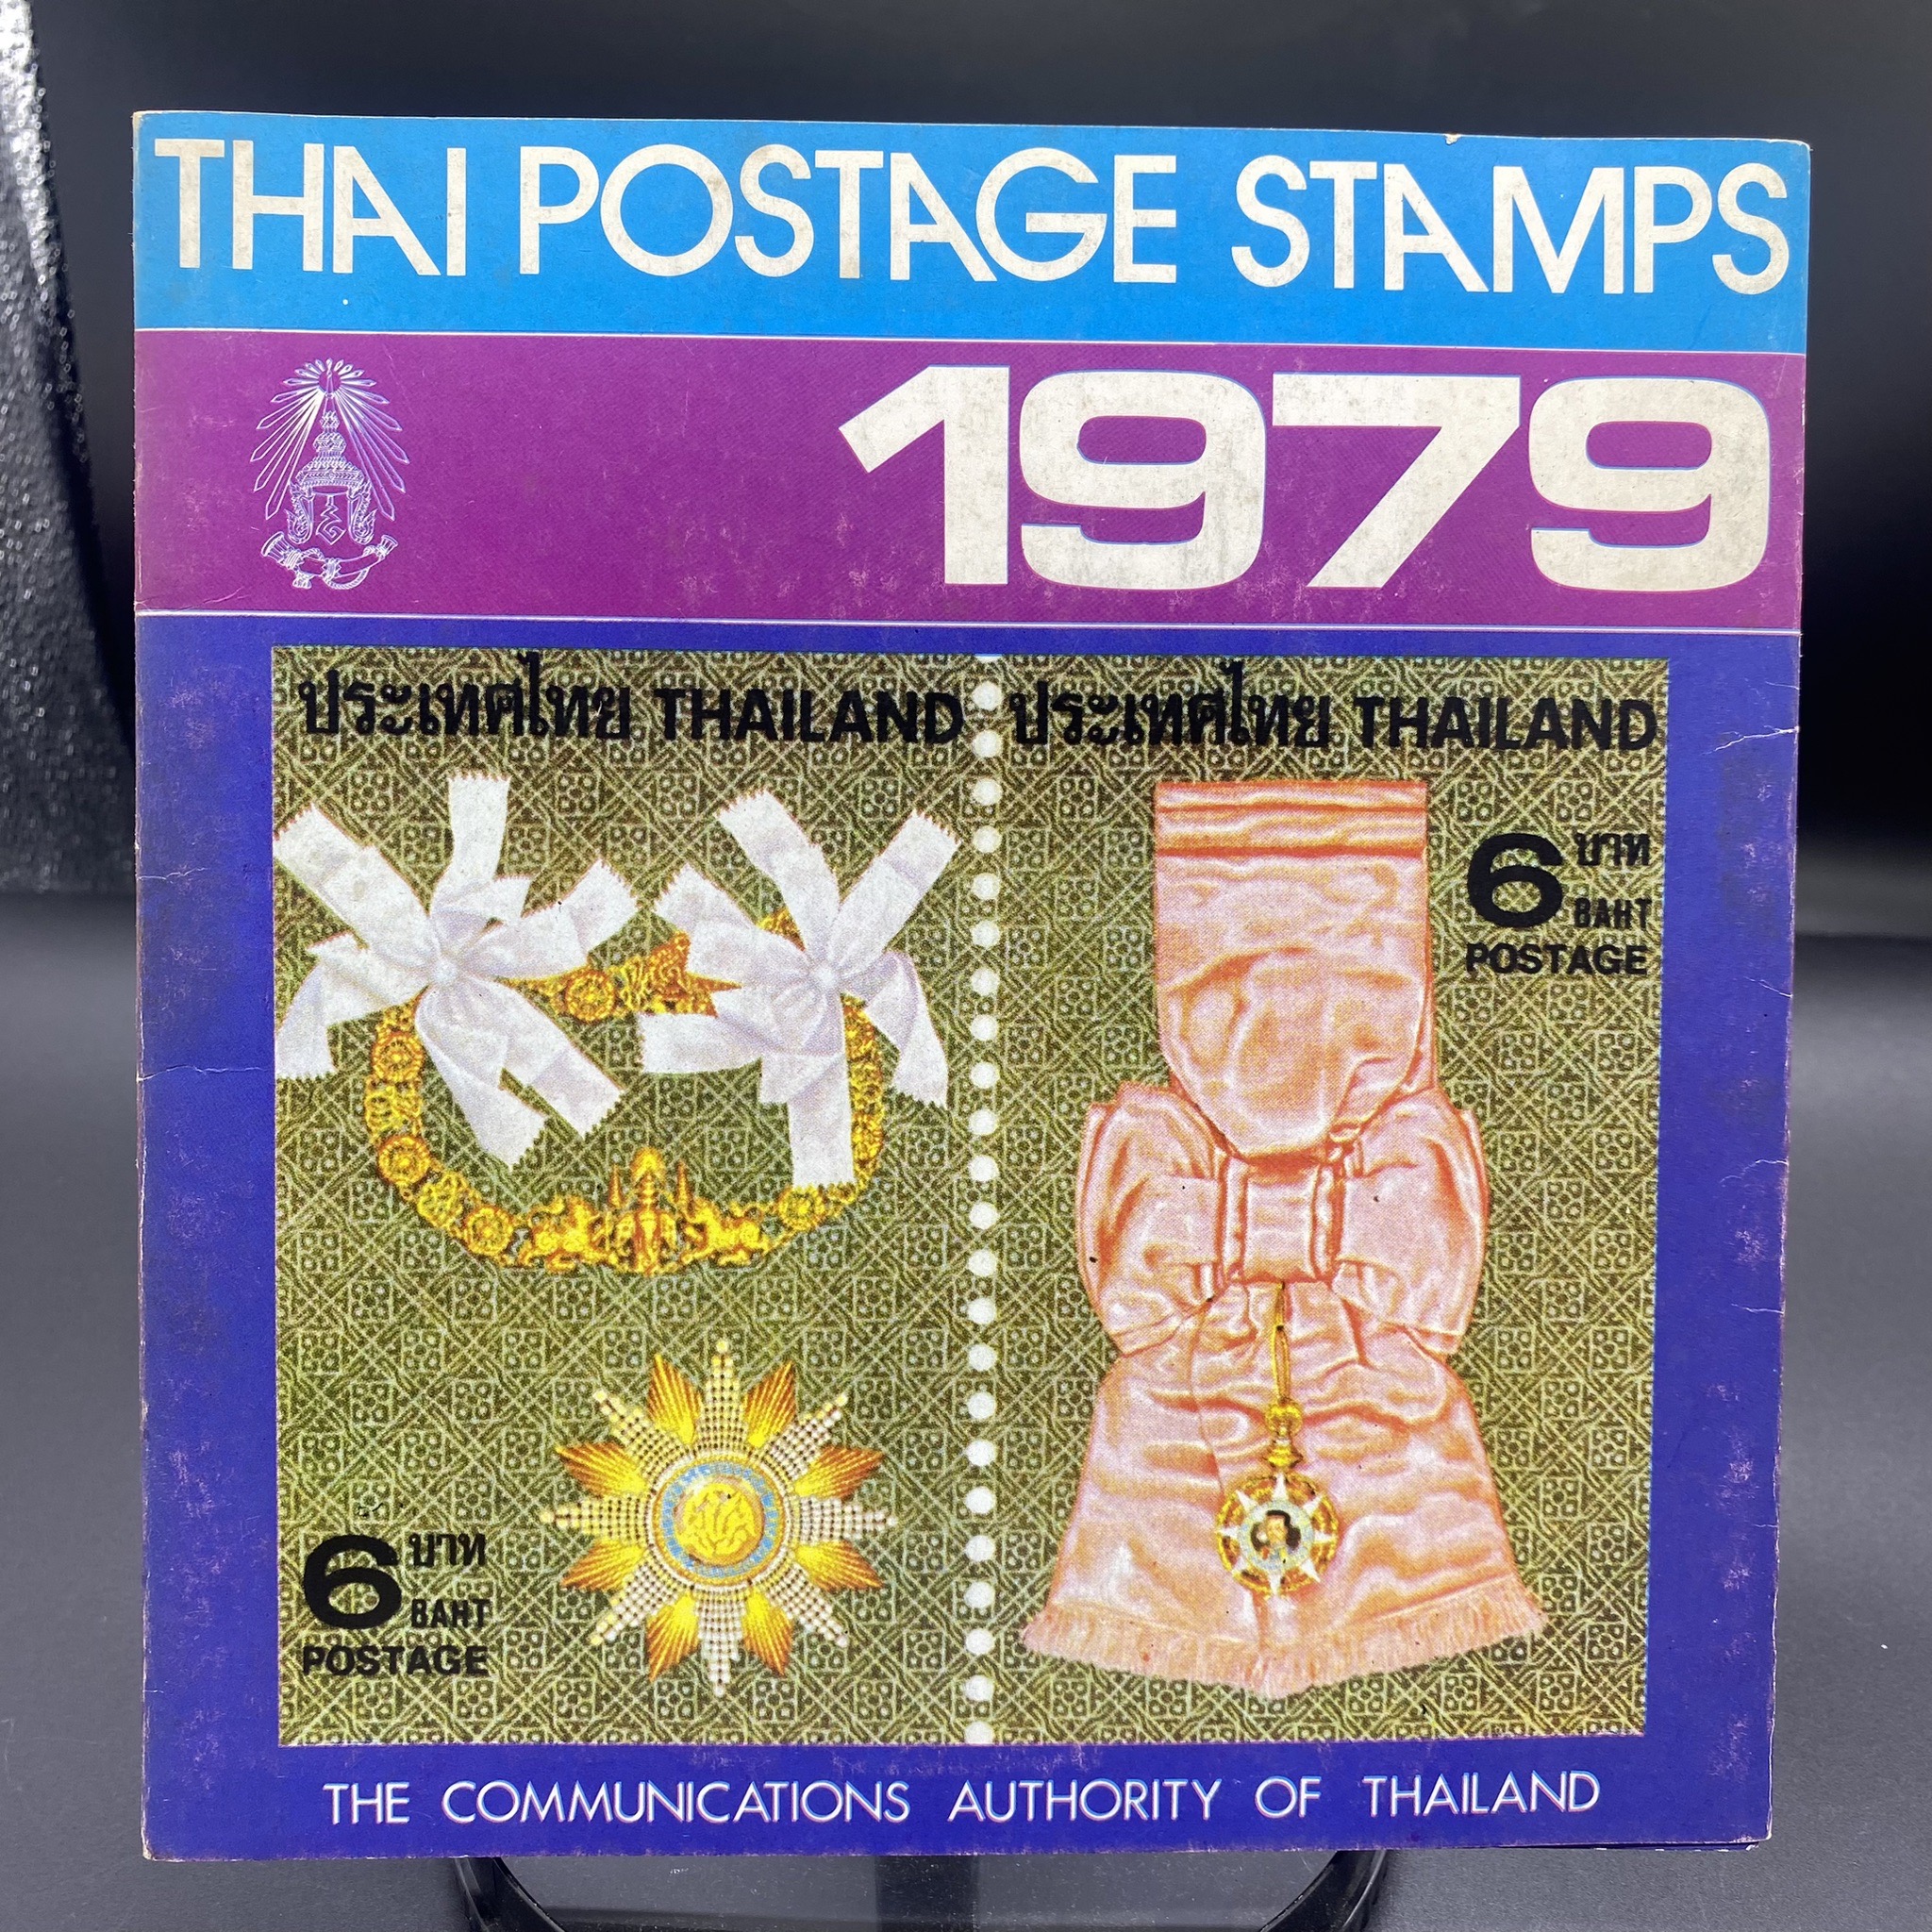 THAI POSTAGE STAMPS
1979
ประเทศไทย THAILAND
6 บาท
BAHT
POSTAGE
ประเทศไทย THAILAND
6 บาท
BAHT
POSTAGE
THE COMMUNICATIONS AUTHORITY OF THAILAND